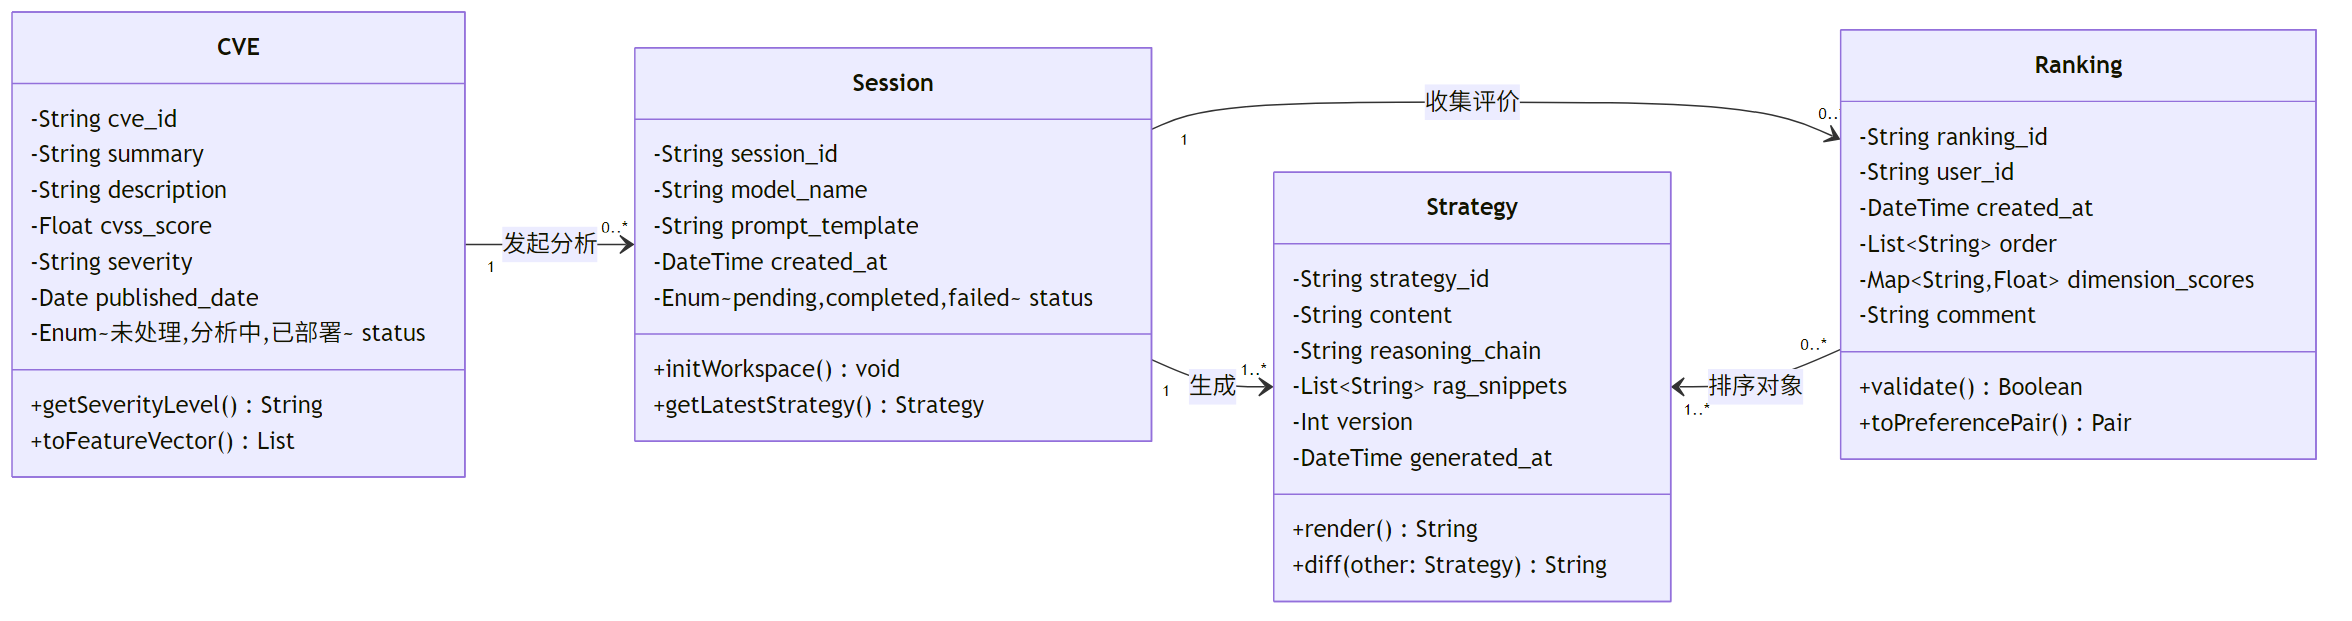 CVE
-String cve_id
-String summary
-String description
-Float cvss_score
-String severity
-Date published_date
-Enum~未处理,分析中,已部署~ status
+getSeverityLevel() : String
+toFeatureVector() : List
1
发起分析
0..*
Session
-String session_id
-String model_name
-String prompt_template
-DateTime created_at
-Enum~pending,completed,failed~ status
+initWorkspace() : void
+getLatestStrategy() : Strategy
1
收集评价
0..
1
生成
1..*
Strategy
-String strategy_id
-String content
-String reasoning_chain
-List<String> rag_snippets
-Int version
-DateTime generated_at
+render() : String
+diff(other: Strategy) : String
0..*
排序对象
1..*
Ranking
-String ranking_id
-String user_id
-DateTime created_at
-List<String> order
-Map<String,Float> dimension_scores
-String comment
+validate() : Boolean
+toPreferencePair() : Pair